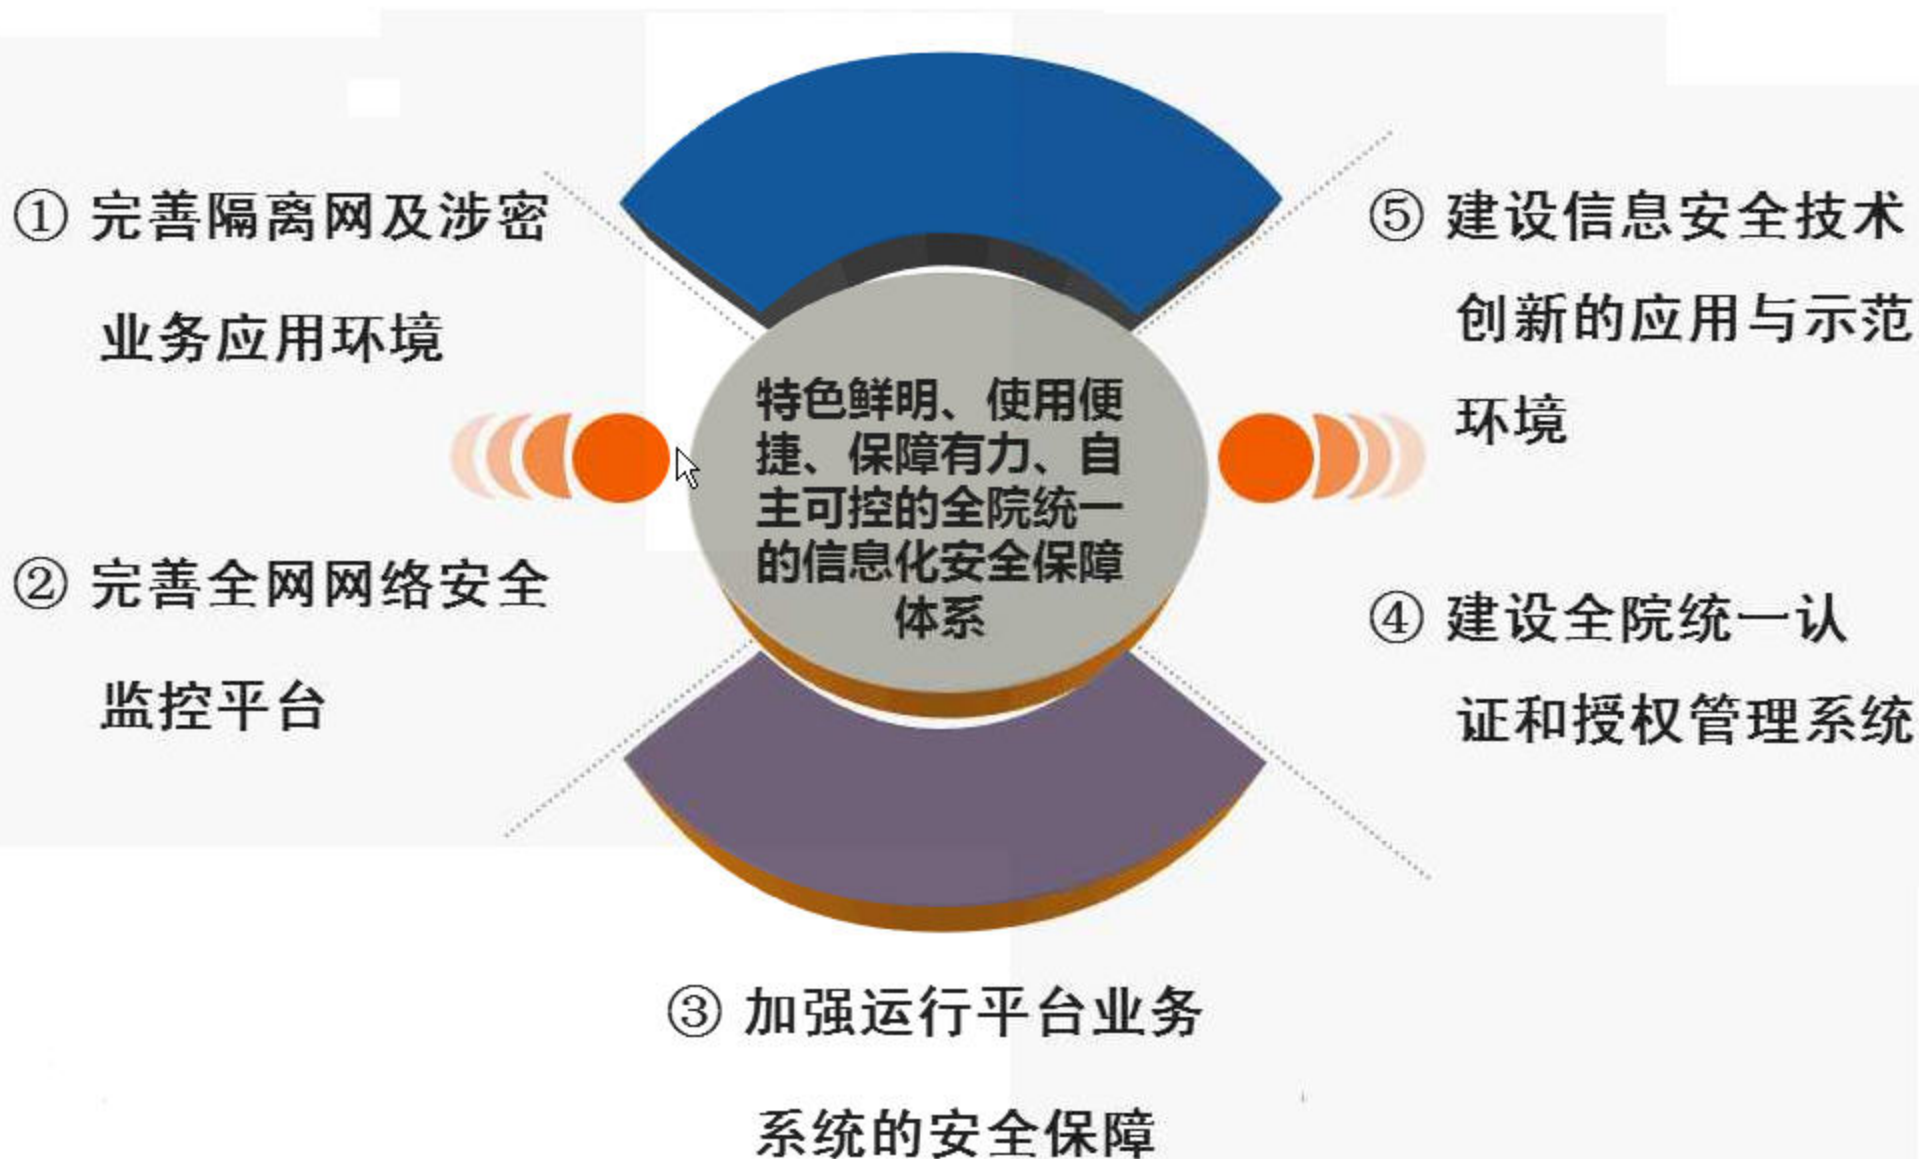 ① 完善隔离网及涉密
业务应用环境
② 完善全网网络安全
监控平台
特色鲜明、使用便
捷、保障有力、自
主可控的全院统一
的信息化安全保障
体系
③ 加强运行平台业务
系统的安全保障
④ 建设全院统一认
证和授权管理系统
⑤ 建设信息安全技术
创新的应用与示范
环境